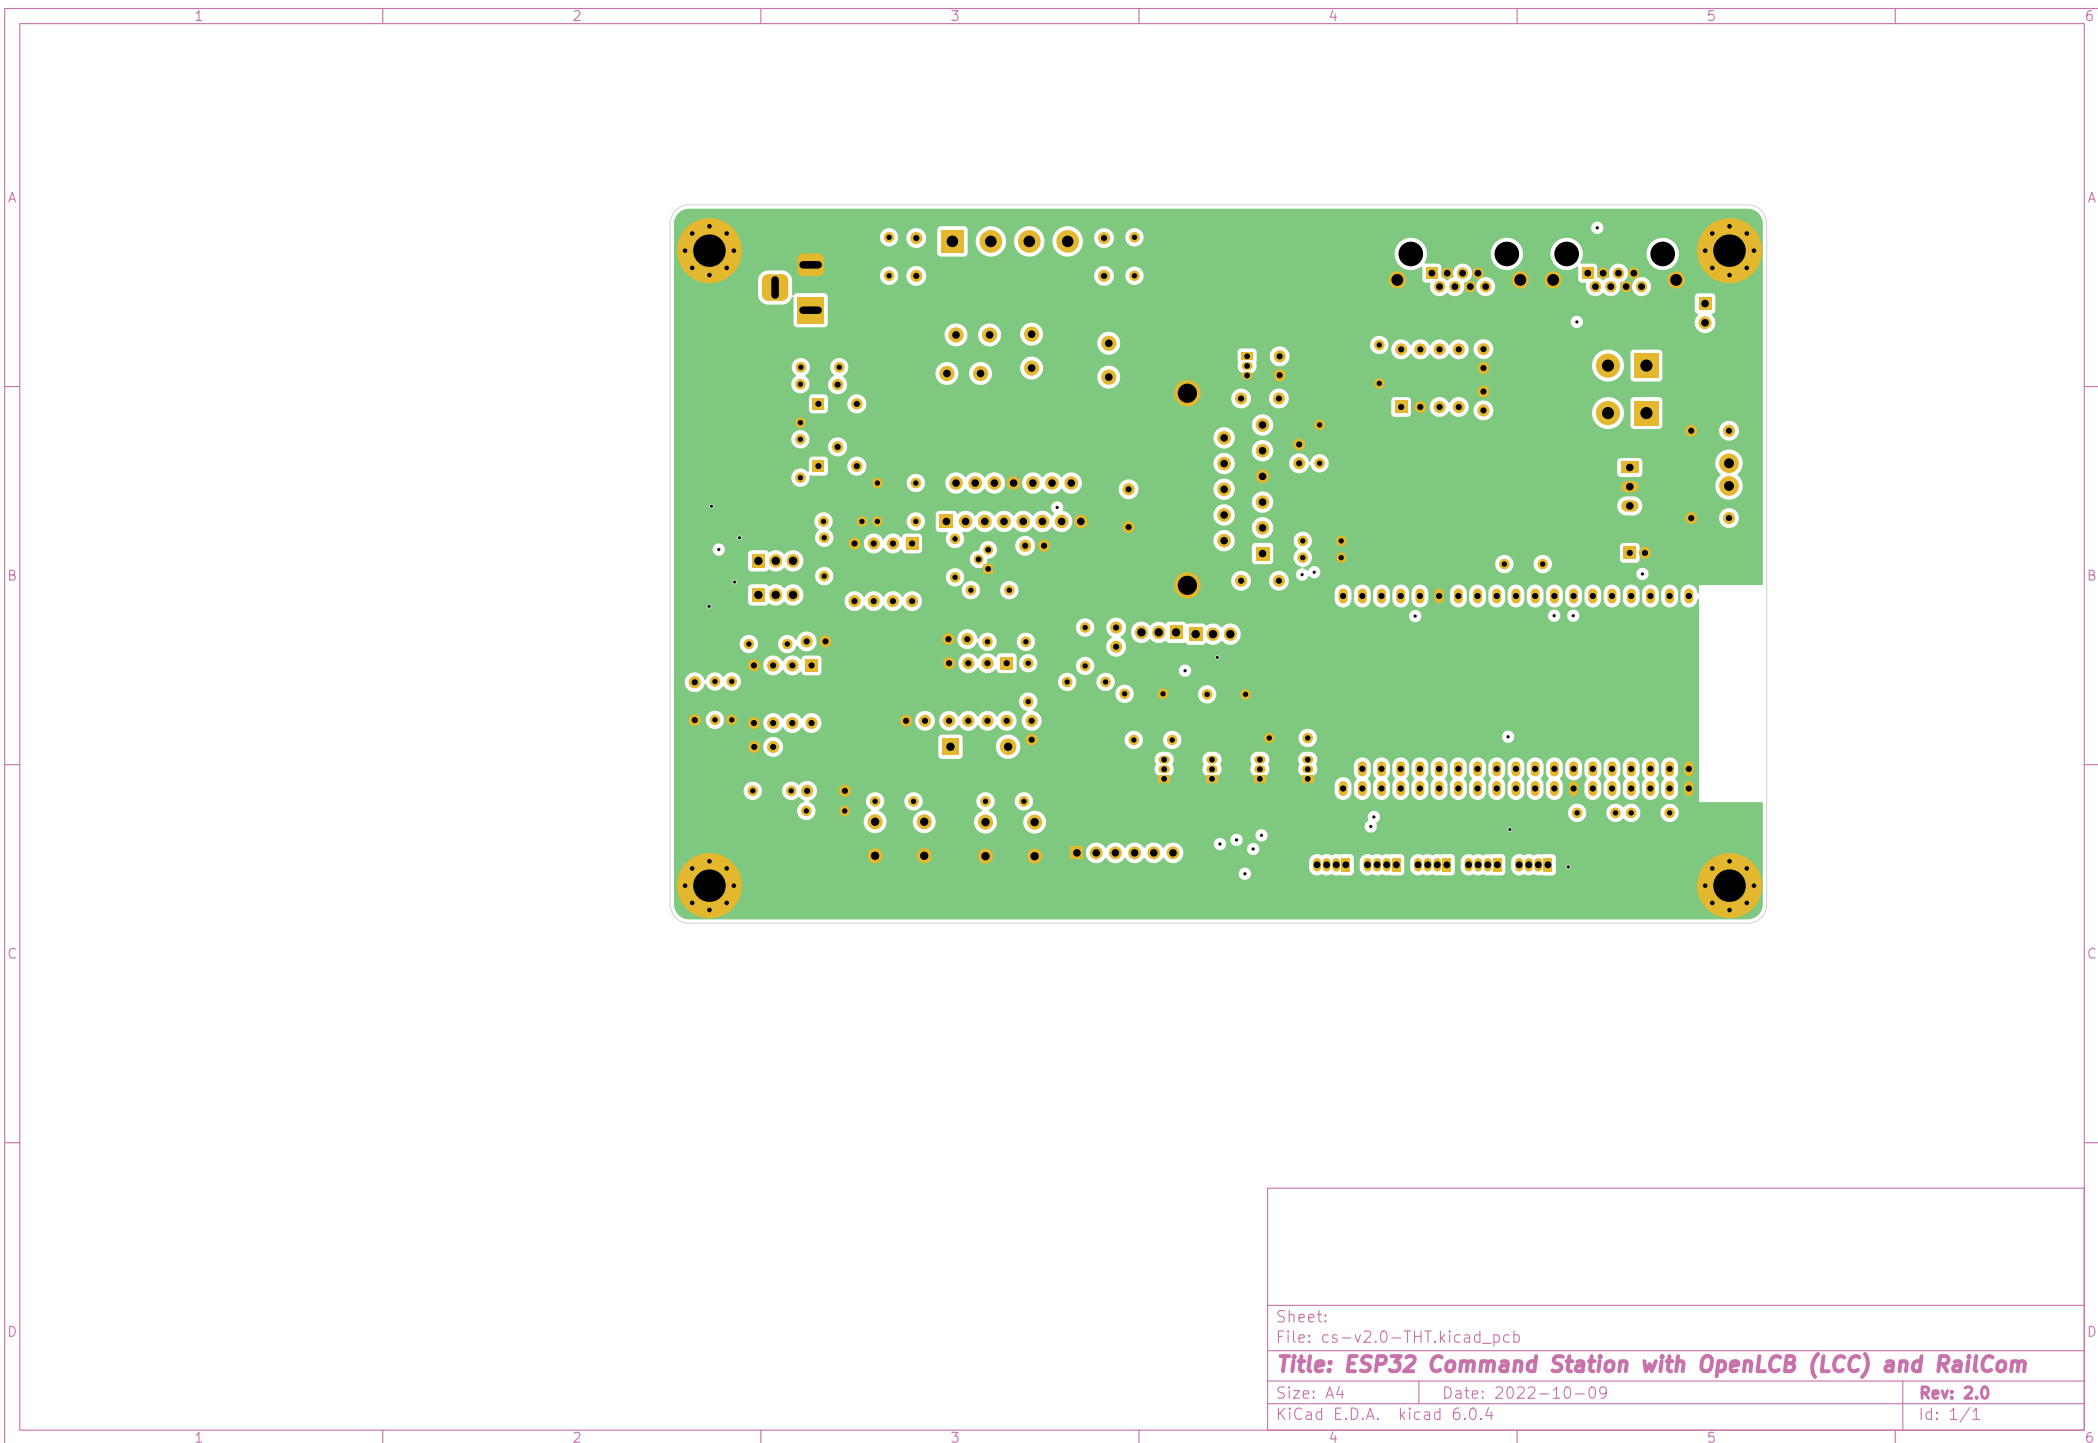 1 2 3 4 5 6
A A
B B
C C
D D
Sheet:
File: cs-v2.0-THT.kicad_pcb
Title: ESP32 Command Station with OpenLCB (LCC) and RailCom
Size: A4 Date: 2022-10-09 Rev: 2.0
KiCad E.D.A. kicad 6.0.4 Id: 1/1
1 2 3 4 5 6